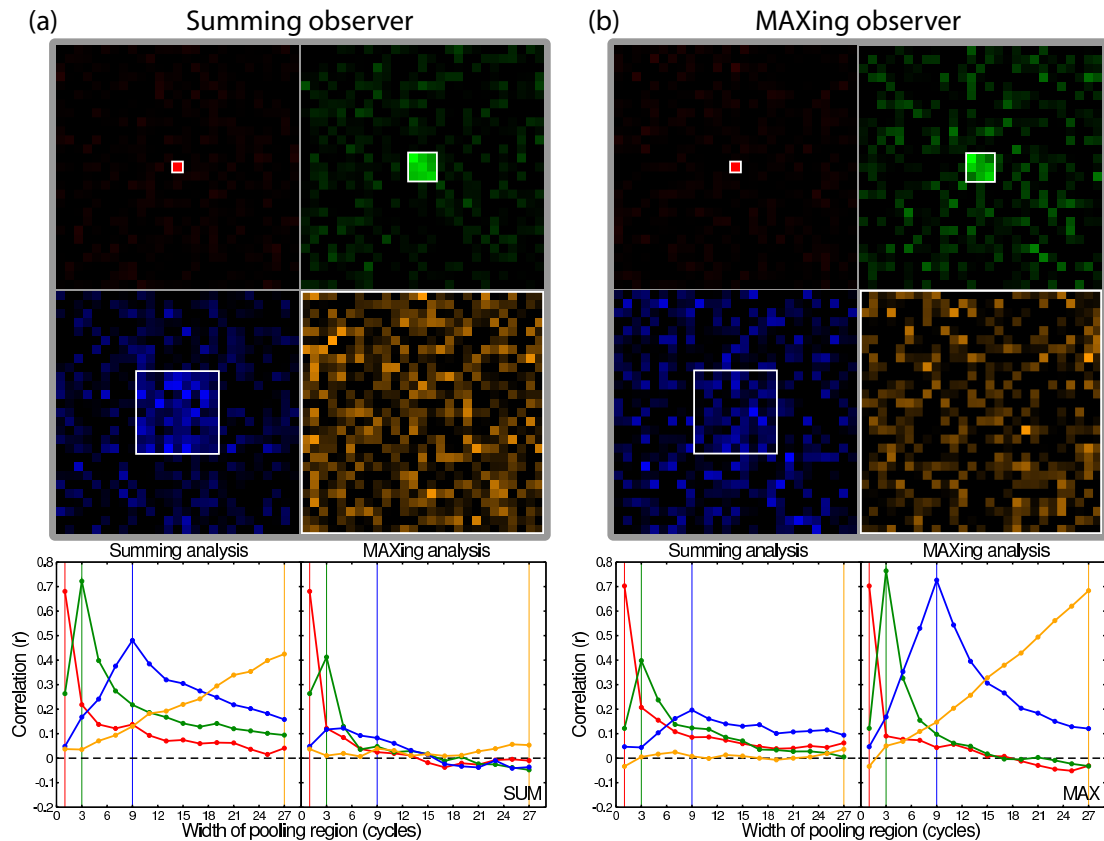 (a) Summing observer
(b) MAXing observer
Summing analysis
MAXing analysis
Summing analysis
MAXing analysis
Correlation (r)
0.8
0.7
0.6
0.5
0.4
0.3
0.2
0.1
0
-0.1
-0.2
SUM
0 3 6 9 12 15 18 21 24 27 0 3 6 9 12 15 18 21 24 27
Width of pooling region (cycles)
Correlation (r)
0.8
0.7
0.6
0.5
0.4
0.3
0.2
0.1
0
-0.1
-0.2
MAX
0 3 6 9 12 15 18 21 24 27 0 3 6 9 12 15 18 21 24 27
Width of pooling region (cycles)